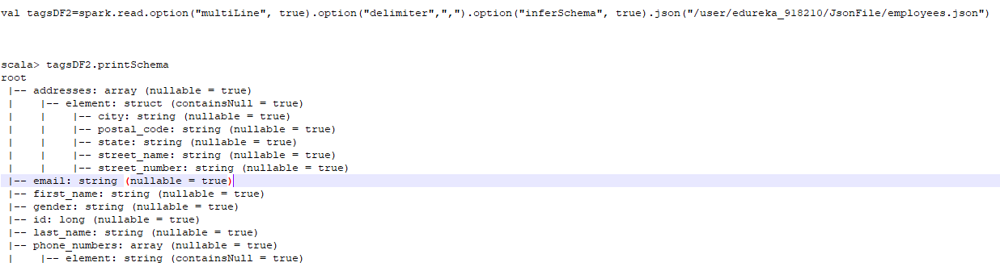 val tagsDF2=spark.read.option("multiLine", true).option("delimiter",",").option("inferSchema", true).json("/user/edureka_918210/JsonFile/employees.json")
scala> tagsDF2.printSchema
root
 |-- addresses: array (nullable = true)
 |    |-- element: struct (containsNull = true)
 |    |    |-- city: string (nullable = true)
 |    |    |-- postal_code: string (nullable = true)
 |    |    |-- state: string (nullable = true)
 |    |    |-- street_name: string (nullable = true)
 |    |    |-- street_number: string (nullable = true)
 |-- email: string (nullable = true)
 |-- first_name: string (nullable = true)
 |-- gender: string (nullable = true)
 |-- id: long (nullable = true)
 |-- last_name: string (nullable = true)
 |-- phone_numbers: array (nullable = true)
 |    |-- element: string (containsNull = true)